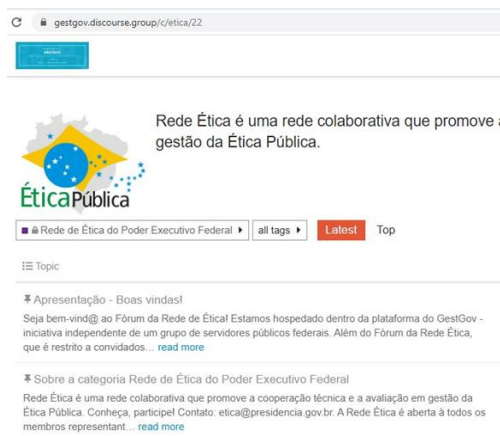 gestgov.discourse.group/c/etica/22
Rede Ética é uma rede colaborativa que promove a
gestão da Ética Pública.
ÉticaPública
Rede de Ética do Poder Executivo Federal
all tags
Latest
Top
Topic
Apresentação - Boas vindas!
Seja bem-vind@ ao Fórum da Rede de Ética! Estamos hospedado dentro da plataforma do GestGov -
iniciativa independente de um grupo de servidores públicos federais. Além do Fórum da Rede Ética,
que é restrito a convidados… read more
Sobre a categoria Rede de Ética do Poder Executivo Federal
Rede Ética é uma rede colaborativa que promove a cooperação técnica e a avaliação em gestão da
Ética Pública. Conheça, participe! Contato: etica@presidencia.gov.br. A Rede Ética é aberta à todos os
membros representant… read more